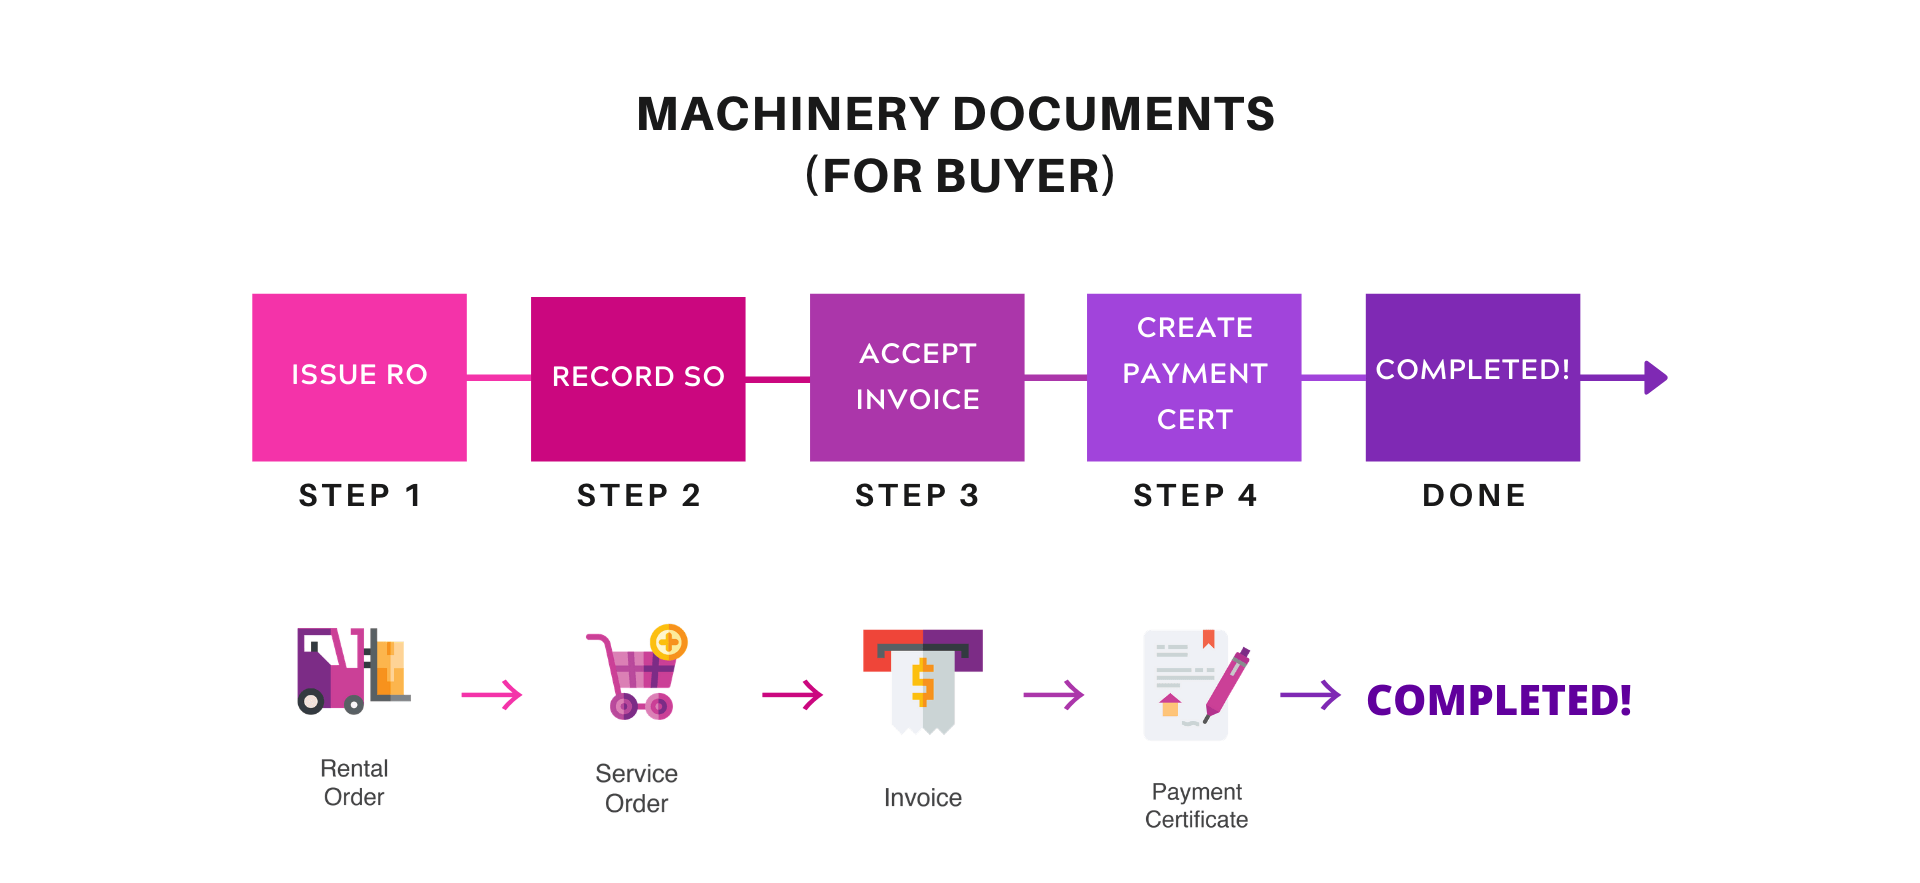 MACHINERY DOCUMENTS
(FOR BUYER)
ISSUE RO
RECORD SO
ACCEPT
INVOICE
CREATE
PAYMENT
CERT
COMPLETED!
STEP 1
STEP 2
STEP 3
STEP 4
DONE
$
COMPLETED!
Rental
Order
Service
Order
Invoice
Payment
Certificate